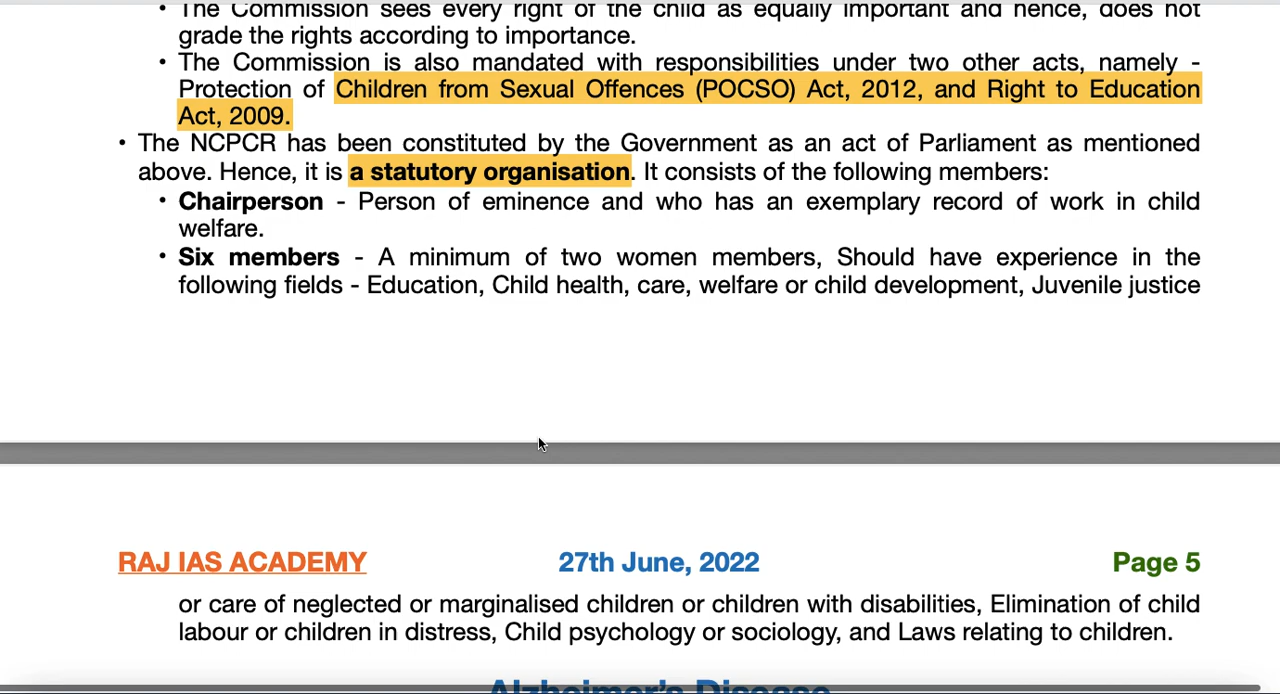 • The Commission sees every right of the child as equally important and hence, does not
grade the rights according to importance.
• The Commission is also mandated with responsibilities under two other acts, namely -
Protection of Children from Sexual Offences (POCSO) Act, 2012, and Right to Education
Act, 2009.
• The NCPCR has been constituted by the Government as an act of Parliament as mentioned
above. Hence, it is a statutory organisation. It consists of the following members:
• Chairperson - Person of eminence and who has an exemplary record of work in child
welfare.
• Six members - A minimum of two women members, Should have experience in the
following fields - Education, Child health, care, welfare or child development, Juvenile justice
RAJ IAS ACADEMY 27th June, 2022 Page 5
or care of neglected or marginalised children or children with disabilities, Elimination of child
labour or children in distress, Child psychology or sociology, and Laws relating to children.
Alzheimer's Disease